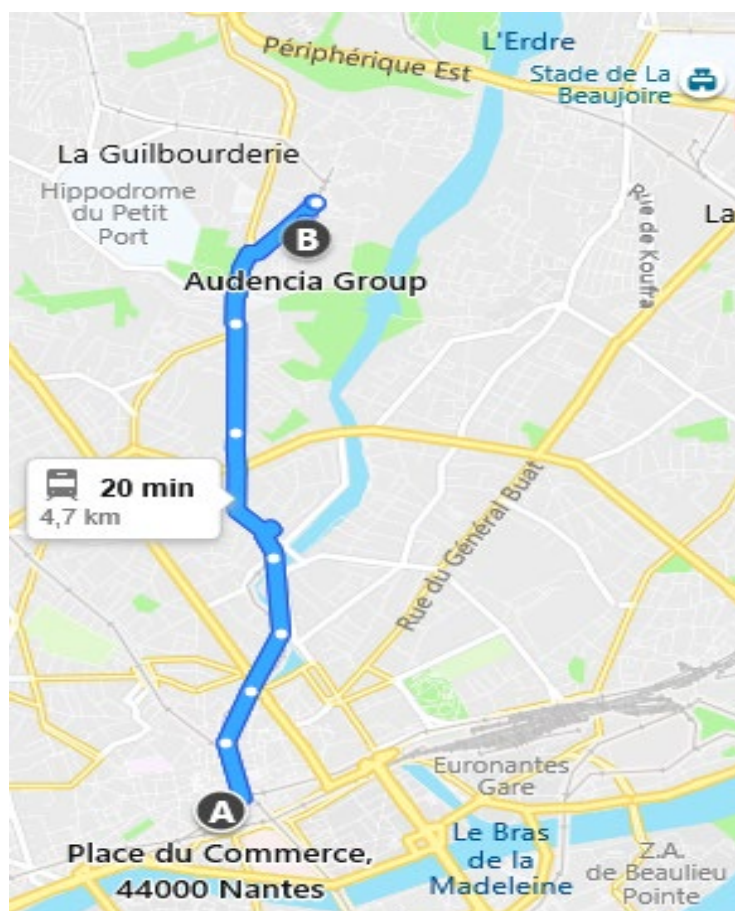 L'Erdre
Périphérique Est
Stade de La
Beaujoire
La Guilbourderie
Hippodrome
du Petit
Port
Rue de Kouffra
La
B
Audencia Group
20 min
4,7 km
Rue du Général Buat
Euronantes
Gare
A
Place du Commerce,
44000 Nantes
Le Bras
de la
Madeleine
Z.A.
de Beaulieu
Pointe